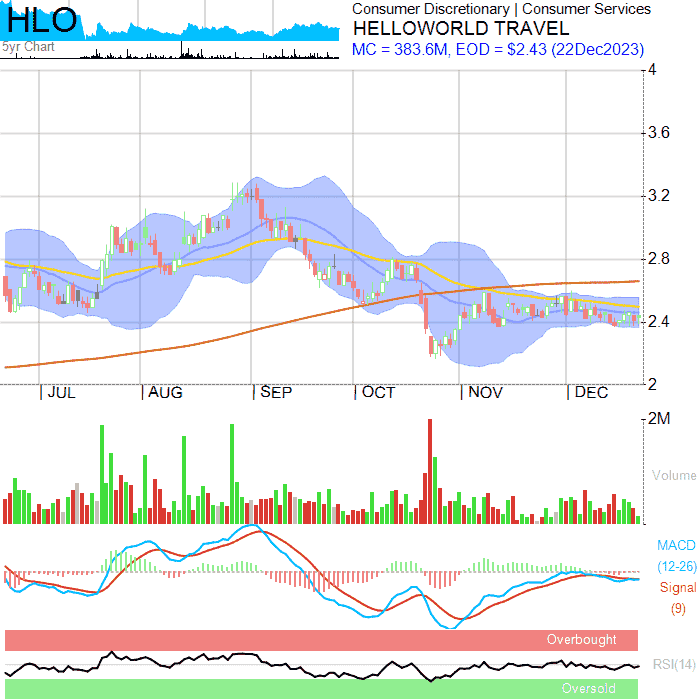 HLO
5yr Chart
Consumer Discretionary | Consumer Services
HELLOWORLD TRAVEL
MC = 383.6M, EOD = $2.43 (22Dec2023)
4
3.6
3.2
2.8
2.4
2
JUL AUG SEP OCT NOV DEC
2M
Volume
MACD
(12-26)
Signal
(9)
Overbought
RSI(14)
Oversold